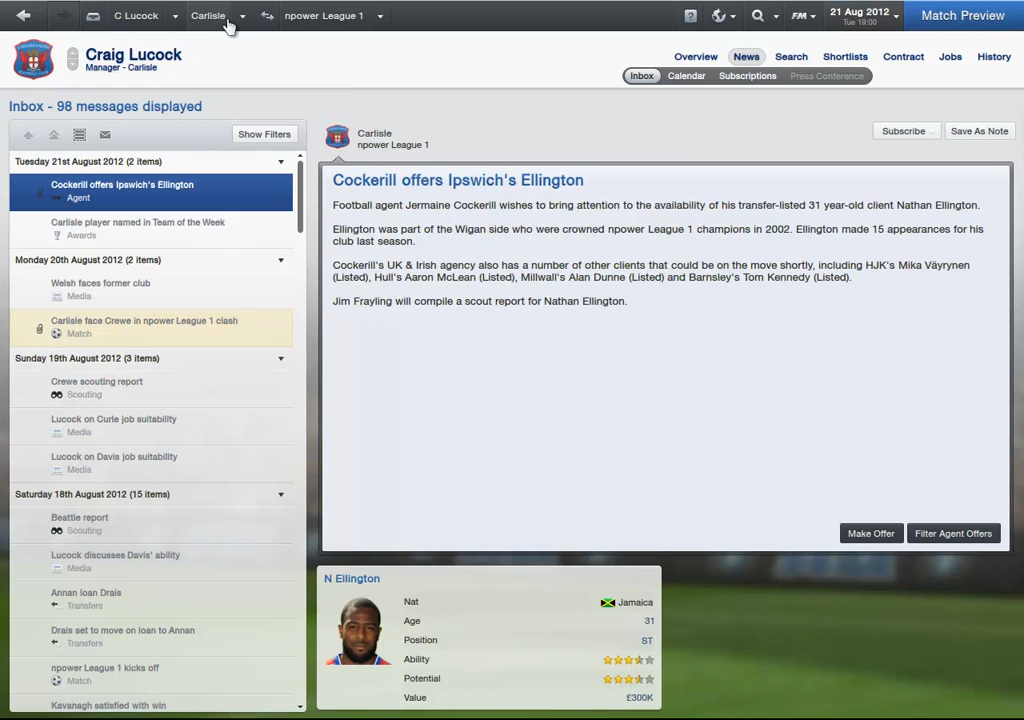 C Lucock
Carlisle
npower League 1
?
FM
21 Aug 2012
Tue 19:00
Match Preview
Craig Lucock
Manager - Carlisle
Overview
News
Search
Shortlists
Contract
Jobs
History
Inbox
Calendar
Subscriptions
Press Conference
Inbox - 98 messages displayed
Show Filters
Tuesday 21st August 2012 (2 items)
Cockerill offers Ipswich's Ellington
Agent
Carlisle player named in Team of the Week
Awards
Monday 20th August 2012 (2 items)
Welsh faces former club
Media
Carlisle face Crewe in npower League 1 clash
Match
Sunday 19th August 2012 (3 items)
Crewe scouting report
Scouting
Lucock on Curle job suitability
Media
Lucock on Davis job suitability
Media
Saturday 18th August 2012 (15 items)
Beattie report
Scouting
Lucock discusses Davis' ability
Media
Annan loan Drais
Transfers
Drais set to move on loan to Annan
Transfers
npower League 1 kicks off
Match
Kavanagh satisfied with win
Carlisle
npower League 1
Subscribe
Save As Note
Cockerill offers Ipswich's Ellington
Football agent Jermaine Cockerill wishes to bring attention to the availability of his transfer-listed 31 year-old client Nathan Ellington.
Ellington was part of the Wigan side who were crowned npower League 1 champions in 2002. Ellington made 15 appearances for his
club last season.
Cockerill's UK & Irish agency also has a number of other clients that could be on the move shortly, including HJK's Mika Väyrynen
(Listed), Hull's Aaron McLean (Listed), Millwall's Alan Dunne (Listed) and Barnsley's Tom Kennedy (Listed).
Jim Frayling will compile a scout report for Nathan Ellington.
Make Offer
Filter Agent Offers
N Ellington
Nat
Jamaica
Age
31
Position
ST
Ability
Potential
Value
£300K